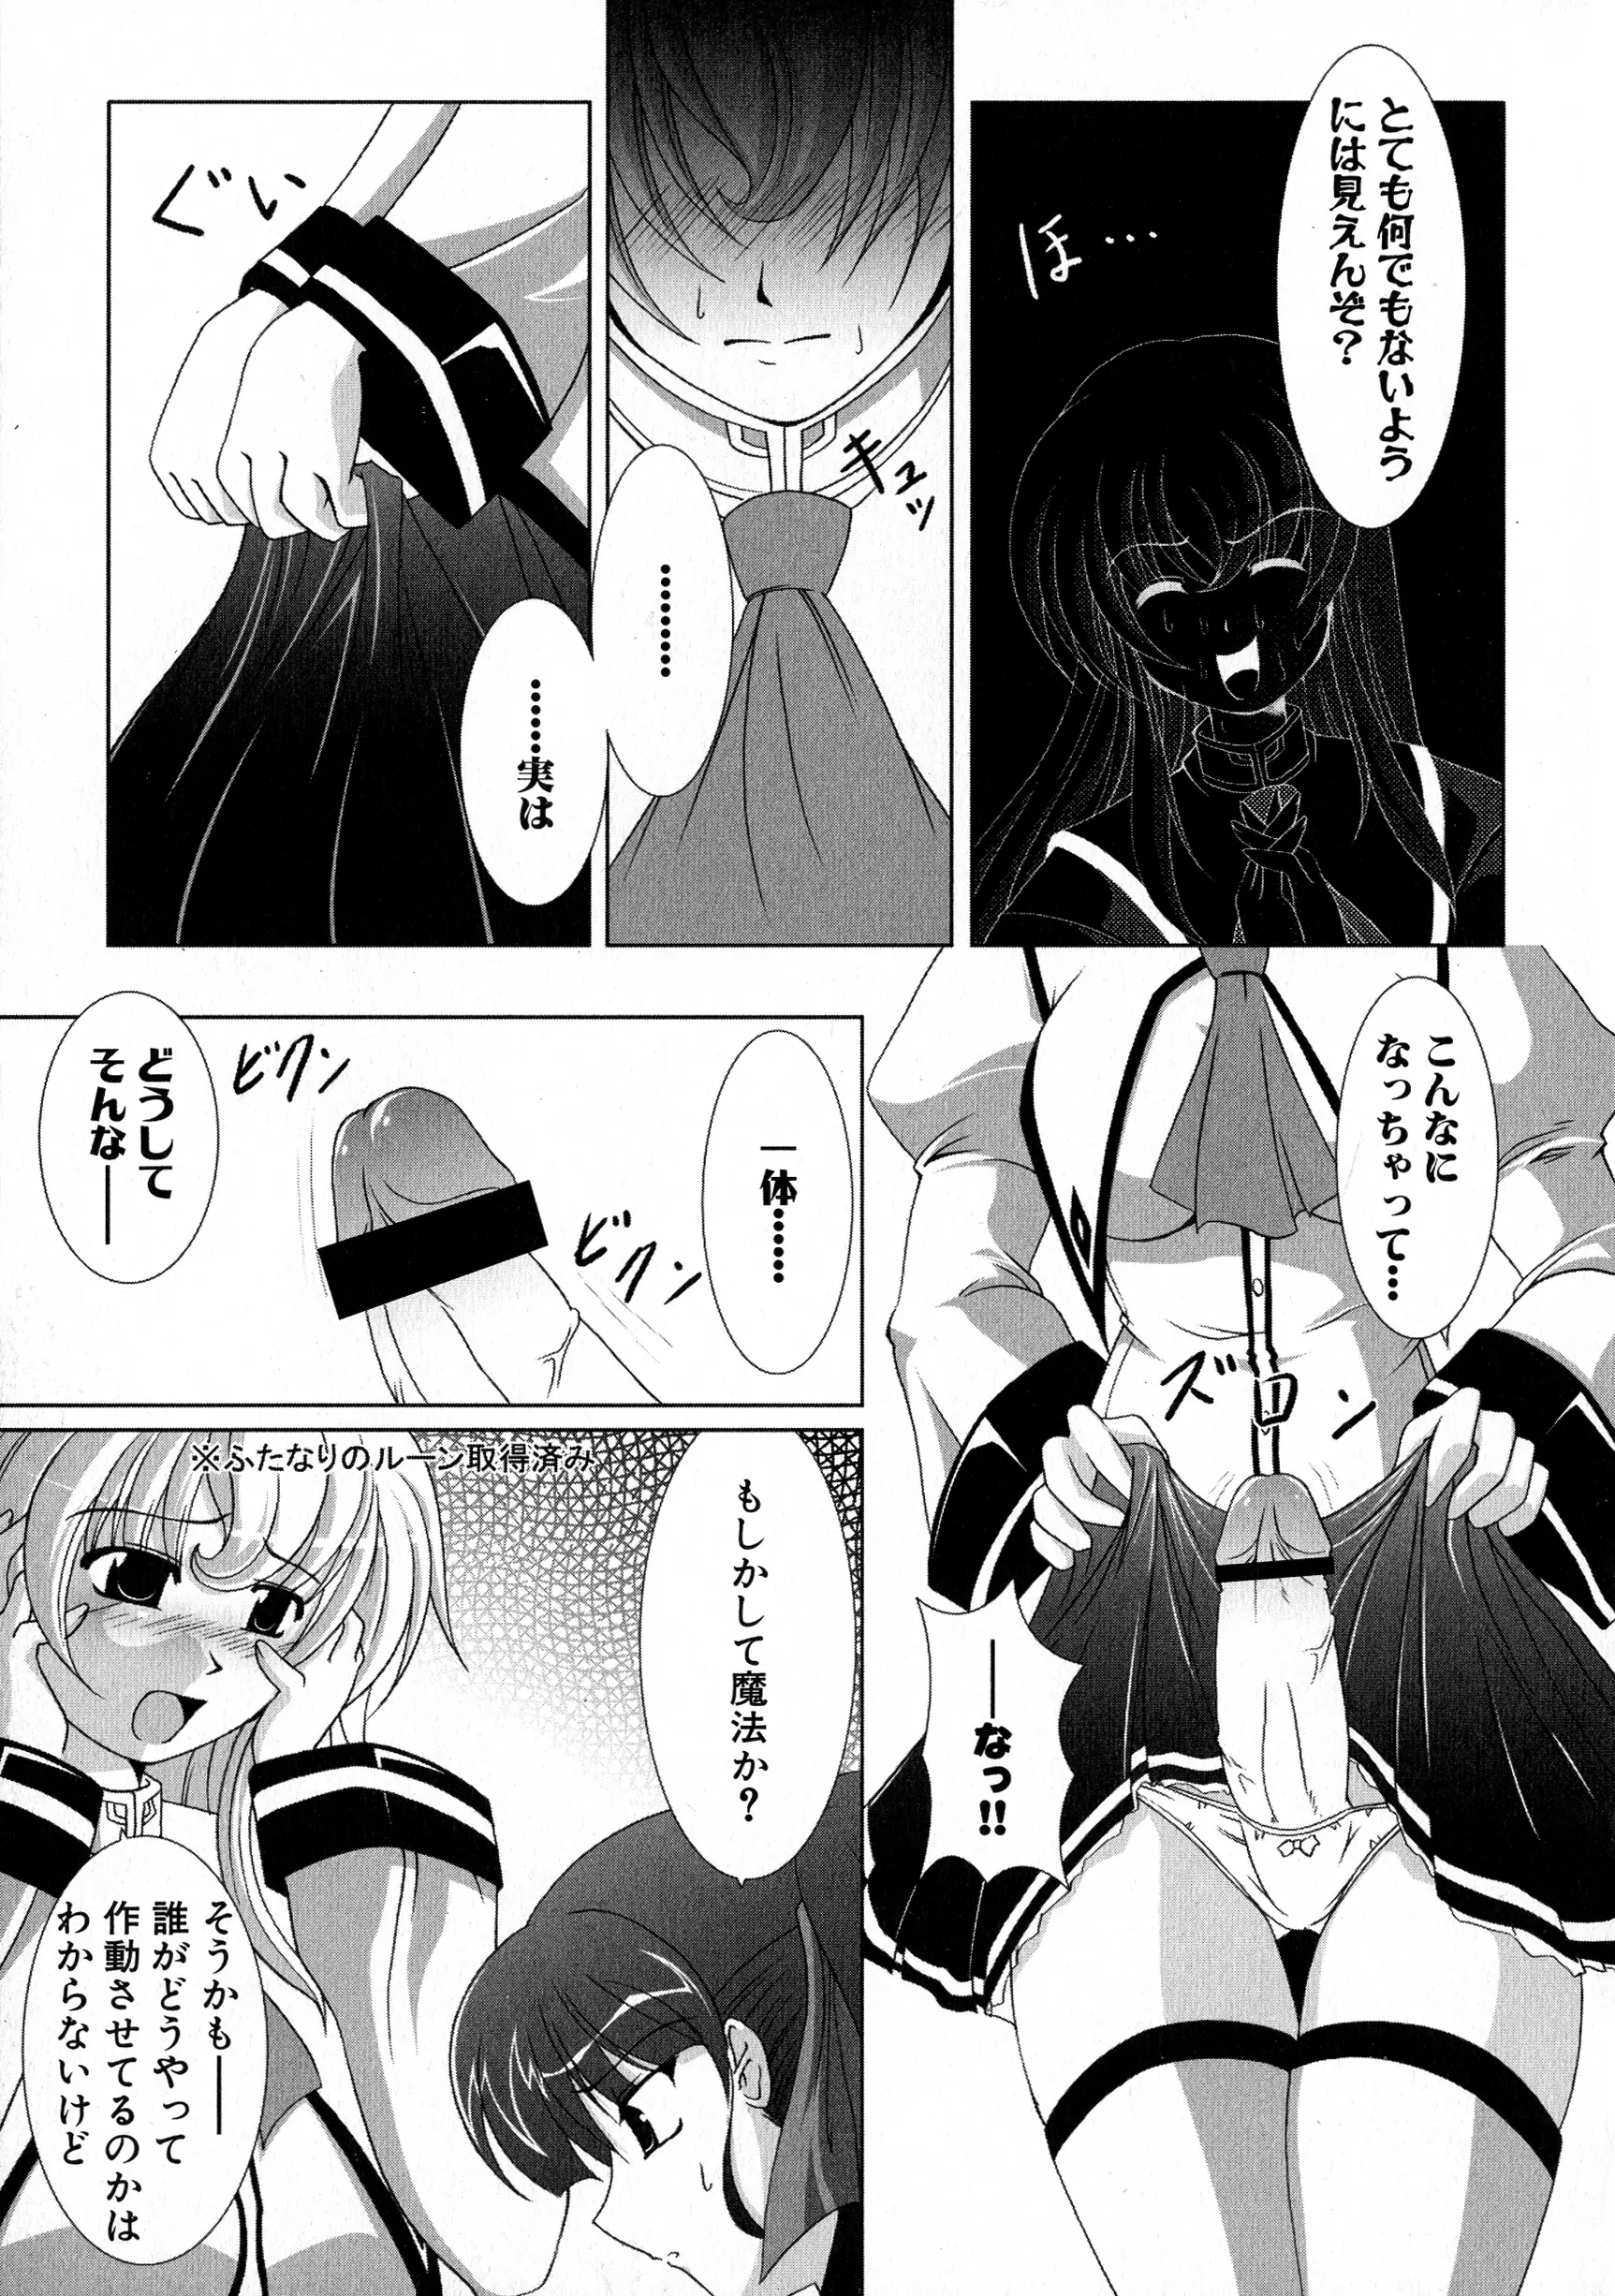 とても何でもないよう
には見えんぞ？
ほ…
キュッ
………
ぐい
……実は
こんなに
なっちゃって…
ズロン
──なっ!!
一体……
ビクン
ビクン
どうして
そんな──
※ふたなりのルーン取得済み
もしかして魔法か？
そうかも──
誰がどうやって
作動させてるのかは
わからないけど